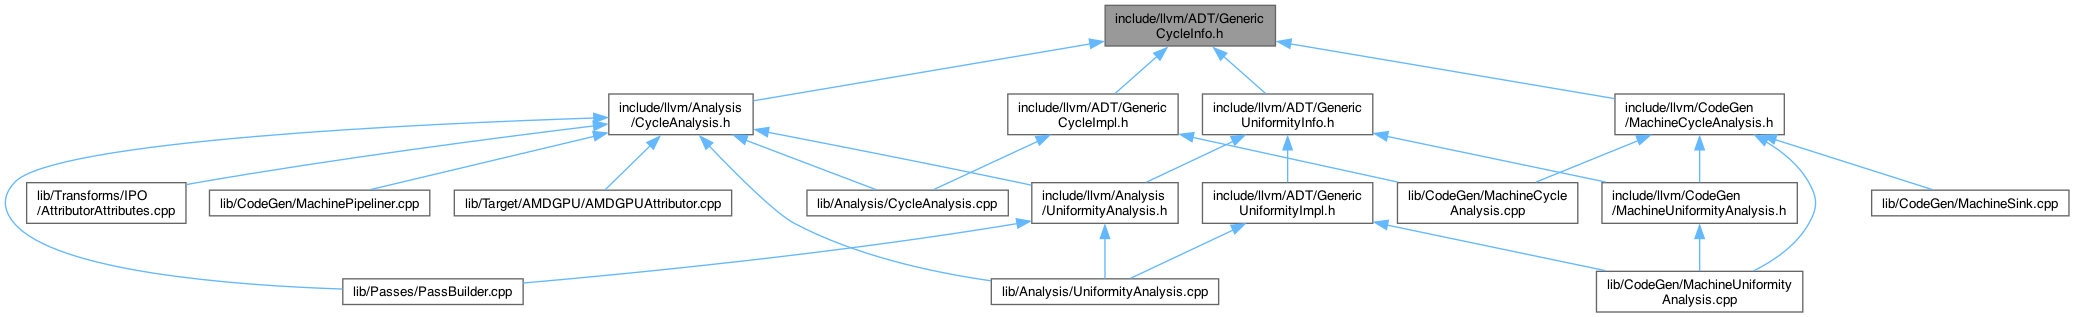 include/llvm/ADT/Generic
CycleInfo.h
include/llvm/Analysis
/CycleAnalysis.h
include/llvm/ADT/Generic
CycleImpl.h
include/llvm/ADT/Generic
UniformityInfo.h
include/llvm/CodeGen
/MachineCycleAnalysis.h
lib/Transforms/IPO
/AttributorAttributes.cpp
lib/CodeGen/MachinePipeliner.cpp
lib/Target/AMDGPU/AMDGPUAttributor.cpp
lib/Analysis/CycleAnalysis.cpp
include/llvm/Analysis
/UniformityAnalysis.h
include/llvm/ADT/Generic
UniformityImpl.h
lib/CodeGen/MachineCycle
Analysis.cpp
include/llvm/CodeGen
/MachineUniformityAnalysis.h
lib/CodeGen/MachineSink.cpp
lib/Passes/PassBuilder.cpp
lib/Analysis/UniformityAnalysis.cpp
lib/CodeGen/MachineUniformity
Analysis.cpp